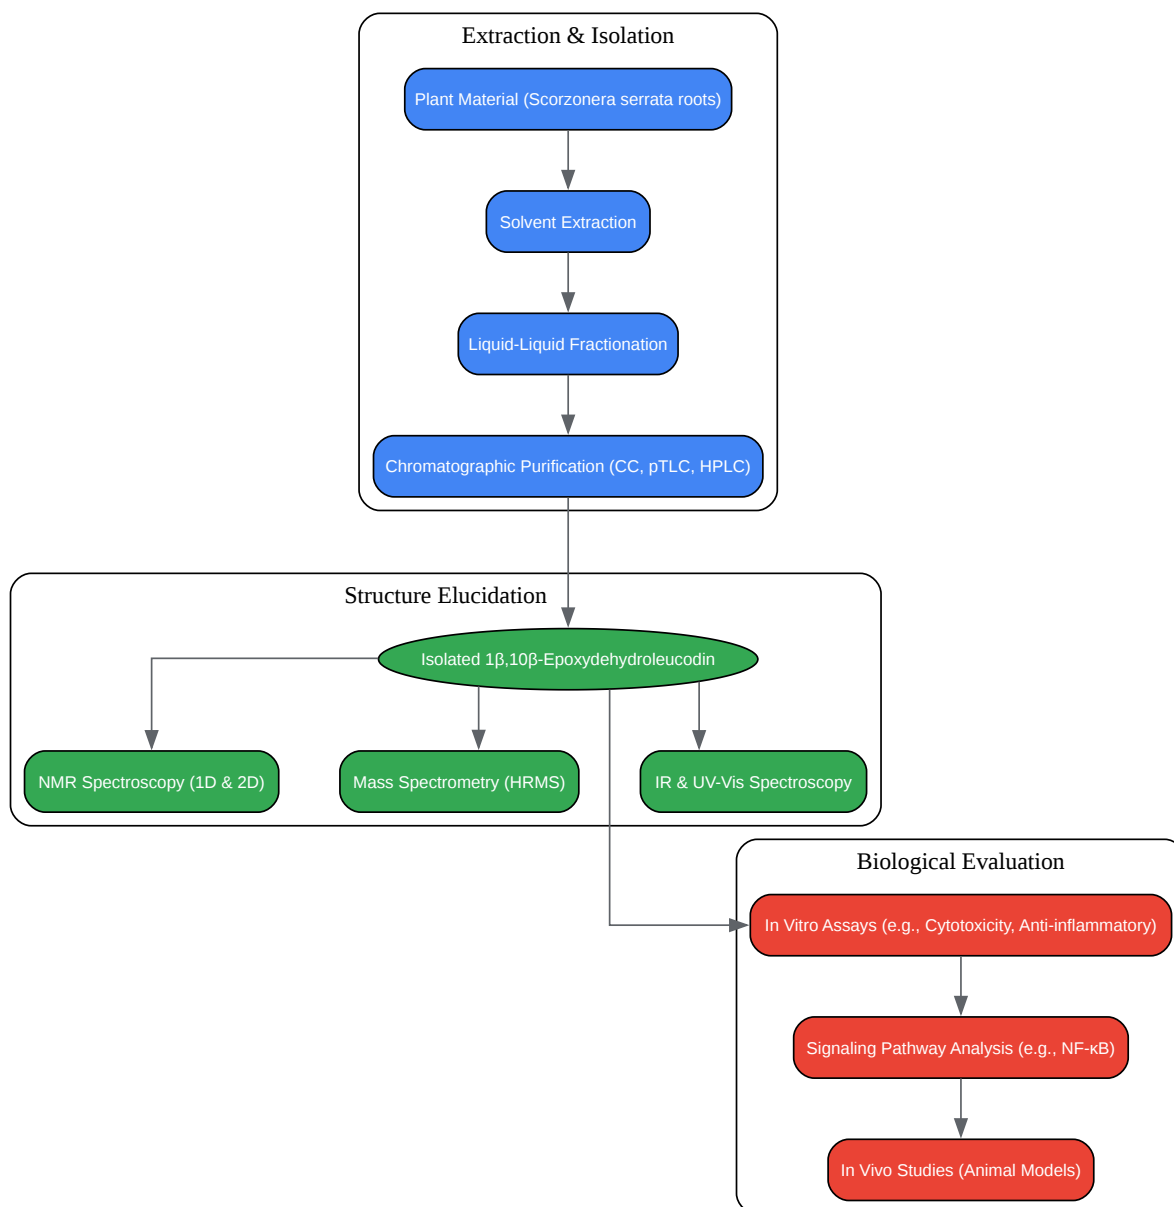 Extraction & Isolation
Plant Material (Scorzonera serrata roots)
Solvent Extraction
Liquid-Liquid Fractionation
Chromatographic Purification (CC, pTLC, HPLC)
Structure Elucidation
Isolated 1β,10β-Epoxydehydroleucodin
NMR Spectroscopy (1D & 2D)
Mass Spectrometry (HRMS)
IR & UV-Vis Spectroscopy
Biological Evaluation
In Vitro Assays (e.g., Cytotoxicity, Anti-inflammatory)
Signaling Pathway Analysis (e.g., NF-κB)
In Vivo Studies (Animal Models)